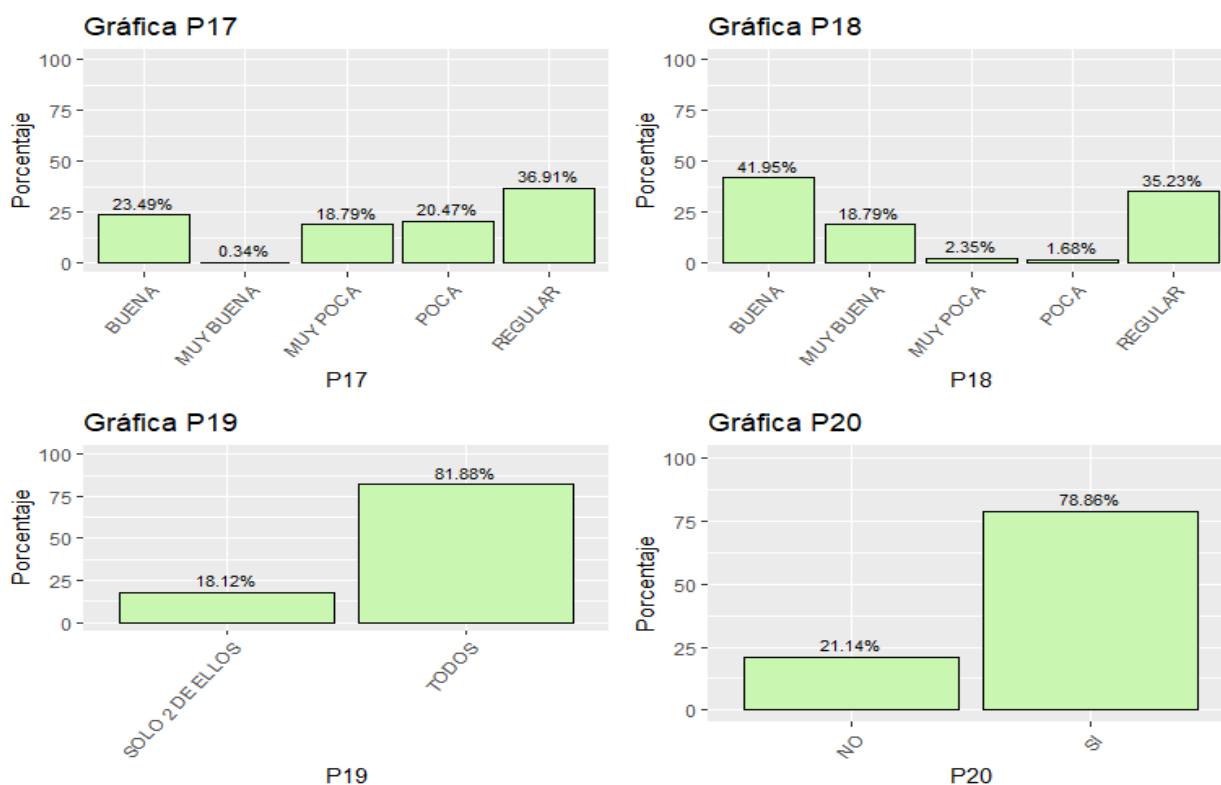 Gráfica P17
Porcentaje
100
75
50
25
0
23.49%
0.34%
18.79%
20.47%
36.91%
BUENA
MUY BUENA
MUY POCA
POCA
REGULAR
P17
Gráfica P18
Porcentaje
100
75
50
25
0
41.95%
18.79%
2.35%
1.68%
35.23%
BUENA
MUY BUENA
MUY POCA
POCA
REGULAR
P18
Gráfica P19
Porcentaje
100
75
50
25
0
18.12%
81.88%
SOLO 2 DE ELLOS
TODOS
P19
Gráfica P20
Porcentaje
100
75
50
25
0
21.14%
78.86%
NO
SI
P20